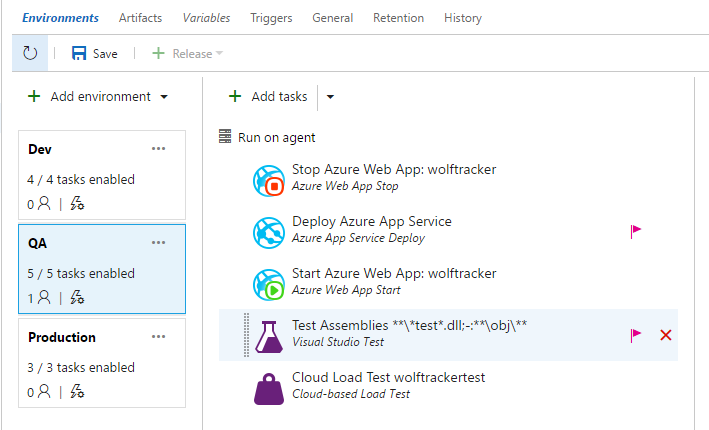 Environments Artifacts Variables Triggers General Retention History
Save Release
Add environment
Dev
4 / 4 tasks enabled
0
QA
5 / 5 tasks enabled
1
Production
3 / 3 tasks enabled
0
Add tasks
Run on agent
Stop Azure Web App: wolftracker
Azure Web App Stop
Deploy Azure App Service
Azure App Service Deploy
Start Azure Web App: wolftracker
Azure Web App Start
Test Assemblies **\*test*.dll;-:**\obj\**
Visual Studio Test
Cloud Load Test wolftrackertest
Cloud-based Load Test